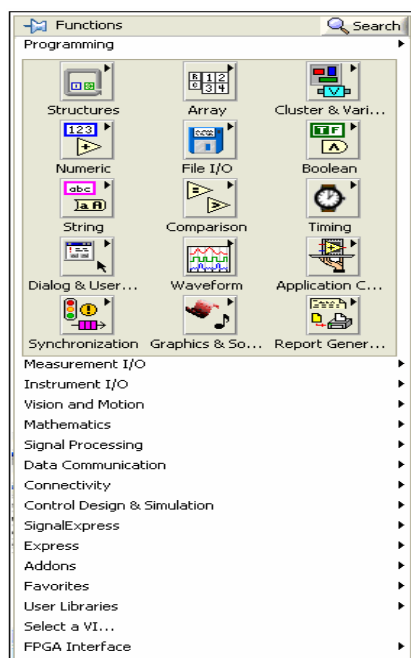 Functions Search
Programming
Structures Array Cluster & Vari...
123
Numeric File I/O Boolean
abc
String Comparison Timing
Dialog & User... Waveform Application C...
Synchronization Graphics & So... Report Gener...
Measurement I/O
Instrument I/O
Vision and Motion
Mathematics
Signal Processing
Data Communication
Connectivity
Control Design & Simulation
SignalExpress
Express
Addons
Favorites
User Libraries
Select a VI...
FPGA Interface